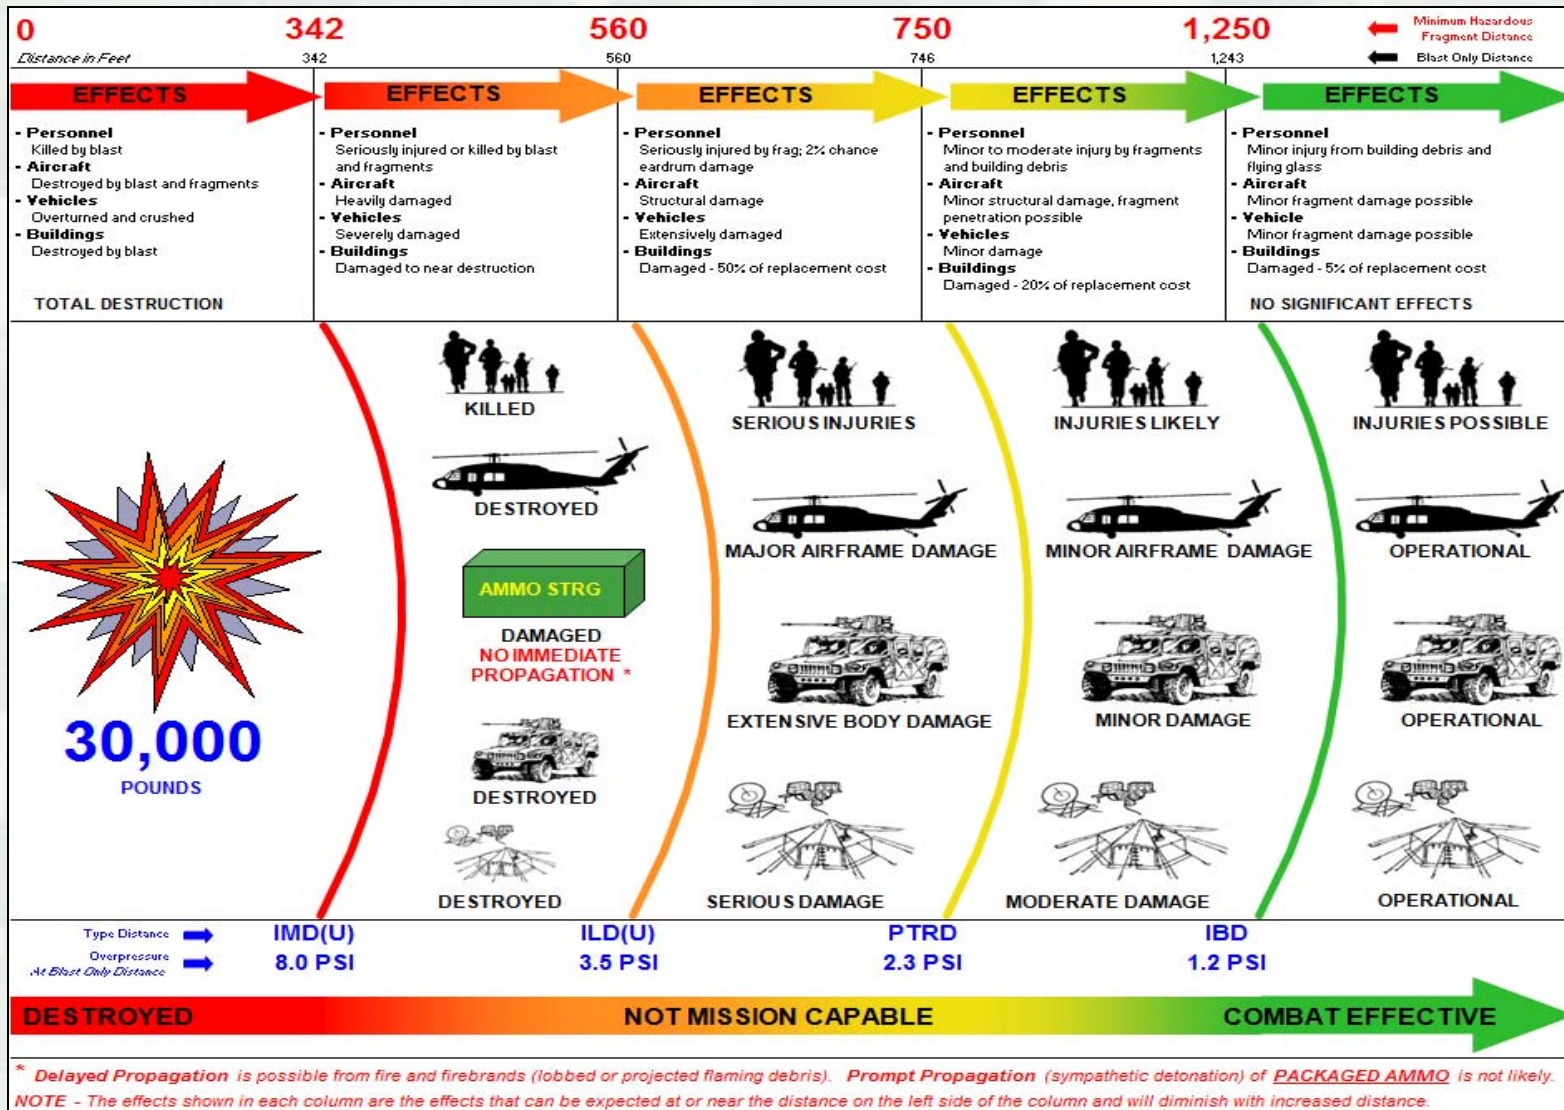 0 342 560 750 1,250 Minimum Hazardous
Fragment Distance
Distance in Feet 342 560 746 1,243 Blast Only Distance
EFFECTS EFFECTS EFFECTS EFFECTS EFFECTS
- Personnel
Killed by blast
- Aircraft
Destroyed by blast and fragments
- Vehicles
Overturned and crushed
- Buildings
Destroyed by blast
TOTAL DESTRUCTION
- Personnel
Seriously injured or killed by blast
and fragments
- Aircraft
Heavily damaged
- Vehicles
Severely damaged
- Buildings
Damaged to near destruction
- Personnel
Seriously injured by frag; 2% chance
eardrum damage
- Aircraft
Structural damage
- Vehicles
Extensively damaged
- Buildings
Damaged - 50% of replacement cost
- Personnel
Minor to moderate injury by fragments
and building debris
- Aircraft
Minor structural damage, fragment
penetration possible
- Vehicles
Minor damage
- Buildings
Damaged - 20% of replacement cost
- Personnel
Minor injury from building debris and
flying glass
- Aircraft
Minor fragment damage possible
- Vehicle
Minor fragment damage possible
- Buildings
Damaged - 5% of replacement cost
NO SIGNIFICANT EFFECTS
30,000
POUNDS
KILLED
DESTROYED
AMMO STRG
DAMAGED
NO IMMEDIATE
PROPAGATION *
DESTROYED
DESTROYED
SERIOUS INJURIES
MAJOR AIRFRAME DAMAGE
EXTENSIVE BODY DAMAGE
SERIOUS DAMAGE
INJURIES LIKELY
MINOR AIRFRAME DAMAGE
MINOR DAMAGE
MODERATE DAMAGE
INJURIES POSSIBLE
OPERATIONAL
OPERATIONAL
OPERATIONAL
Type Distance IMD(U) ILD(U) PTRD IBD
Overpressure
At Blast Only Distance 8.0 PSI 3.5 PSI 2.3 PSI 1.2 PSI
DESTROYED NOT MISSION CAPABLE COMBAT EFFECTIVE
* Delayed Propagation is possible from fire and firebrands (lobbed or projected flaming debris). Prompt Propagation (sympathetic detonation) of PACKAGED AMMO is not likely.
NOTE - The effects shown in each column are the effects that can be expected at or near the distance on the left side of the column and will diminish with increased distance.